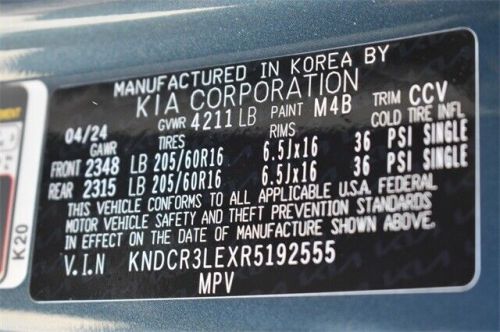 MANUFACTURED IN KOREA BY
KIA CORPORATION
04/24 GVWR 4211 LB PAINT M4B TRIM CCV
GAWR TIRES RIMS COLD TIRE INFL
FRONT 2348 LB 205/60R16 6.5Jx16 36 PSI SINGLE
REAR 2315 LB 205/60R16 6.5Jx16 36 PSI SINGLE
THIS VEHICLE CONFORMS TO ALL APPLICABLE U.S.A. FEDERAL
MOTOR VEHICLE SAFETY AND THEFT PREVENTION STANDARDS
IN EFFECT ON THE DATE OF MANUFACTURE SHOWN ABOVE.
V.I.N KNDCR3LEXR5192555
MPV
K20